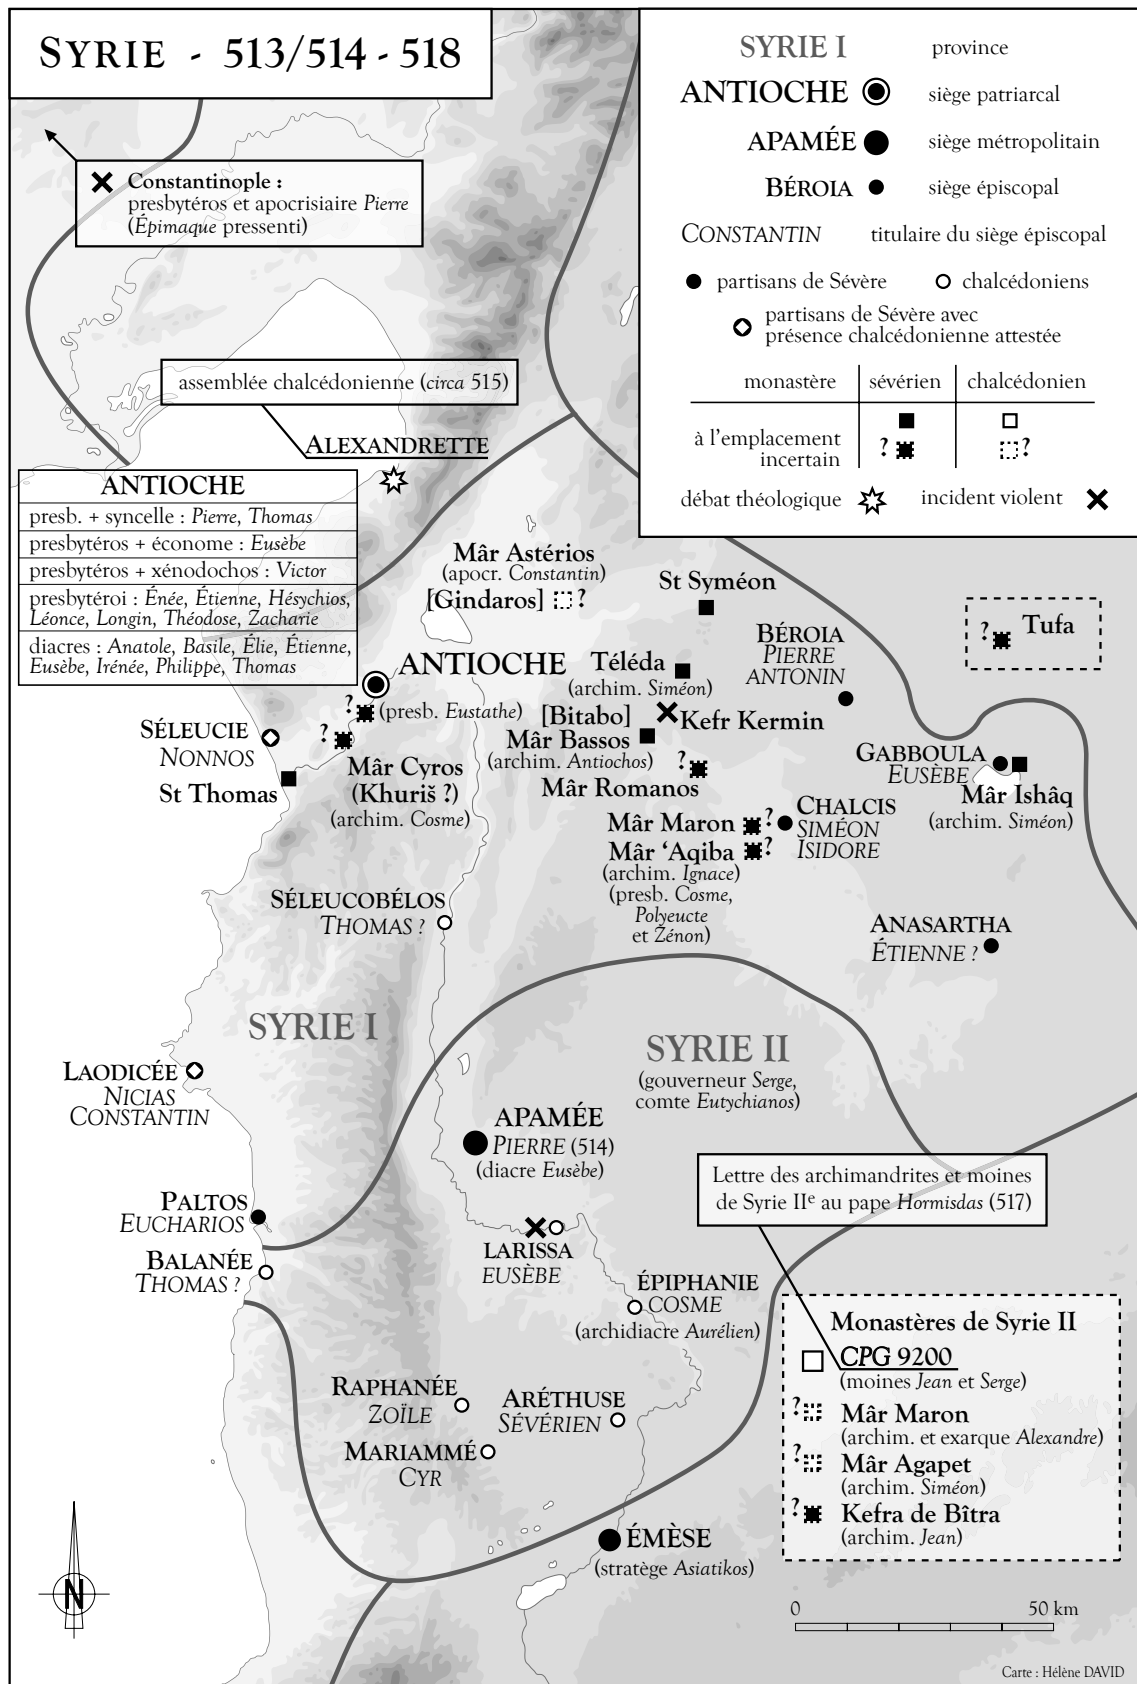 SYRIE - 513/514 - 518
SYRIE I province
ANTIOCHE siège patriarcal
APAMÉE siège métropolitain
BÉROIA siège épiscopal
CONSTANTIN titulaire du siège épiscopal
partisans de Sévère chalcédoniens
partisans de Sévère avec
présence chalcédonienne attestée
monastère sévérien chalcédonien
à l'emplacement
incertain ? ?
débat théologique incident violent
Constantinople :
presbytéros et apocrisiaire Pierre
(Épimaque pressenti)
assemblée chalcédonienne (circa 515)
ALEXANDRETTE
ANTIOCHE
presb. + syncelle : Pierre, Thomas
presbytéros + économe : Eusèbe
presbytéros + xénodochos : Victor
presbytéroi : Énée, Étienne, Hésychios,
Léonce, Longin, Théodose, Zacharie
diacres : Anatole, Basile, Élie, Étienne,
Eusèbe, Irénée, Philippe, Thomas
Mâr Astérios
(apocr. Constantin)
[Gindaros] ?
St Syméon
BÉROIA
PIERRE
ANTONIN
? Tufa
ANTIOCHE
? (presb. Eustathe)
Téléda
(archim. Siméon)
[Bitabo]
Kefr Kermin
Mâr Bassos
(archim. Antiochos)
? Mâr Romanos
SÉLEUCIE
NONNOS
St Thomas
?
Mâr Cyros
(Khuriš ?)
(archim. Cosme)
GABBOULA
EUSÈBE
Mâr Ishâq
(archim. Siméon)
CHALCIS
SIMÉON
ISIDORE
Mâr Maron ?
Mâr ‘Aqiba ?
(archim. Ignace)
(presb. Cosme,
Polyeucte
et Zénon)
SÉLEUCOBÉLOS
THOMAS ?
ANASARTHA
ÉTIENNE ?
SYRIE I
SYRIE II
(gouverneur Serge,
comte Eutychianos)
LAODICÉE
NICIAS
CONSTANTIN
APAMÉE
PIERRE (514)
(diacre Eusèbe)
Lettre des archimandrites et moines
de Syrie IIe au pape Hormisdas (517)
PALTOS
EUCHARIOS
BALANÉE
THOMAS ?
LARISSA
EUSÈBE
ÉPIPHANIE
COSME
(archidiacre Aurélien)
RAPHANÉE
ZOÏLE
ARÉTHUSE
SÉVÉRIEN
MARIAMMÉ
CYR
Monastères de Syrie II
CPG 9200
(moines Jean et Serge)
? Mâr Maron
(archim. et exarque Alexandre)
? Mâr Agapet
(archim. Siméon)
? Kefra de Bîtra
(archim. Jean)
ÉMÈSE
(stratège Asiatikos)
N
0 50 km
Carte : Hélène DAVID